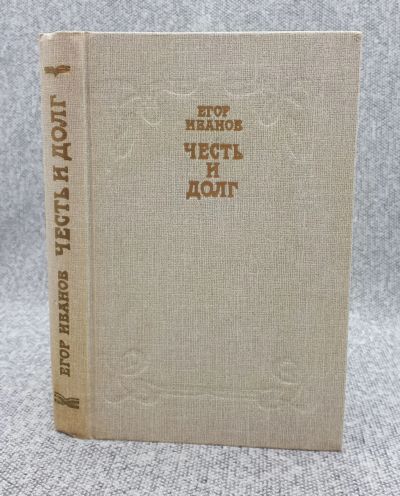 ЕГОР
ИВАНОВ
ЧЕСТЬ
И
ДОЛГ
ЕГОР ИВАНОВ ЧЕСТЬ И ДОЛГ